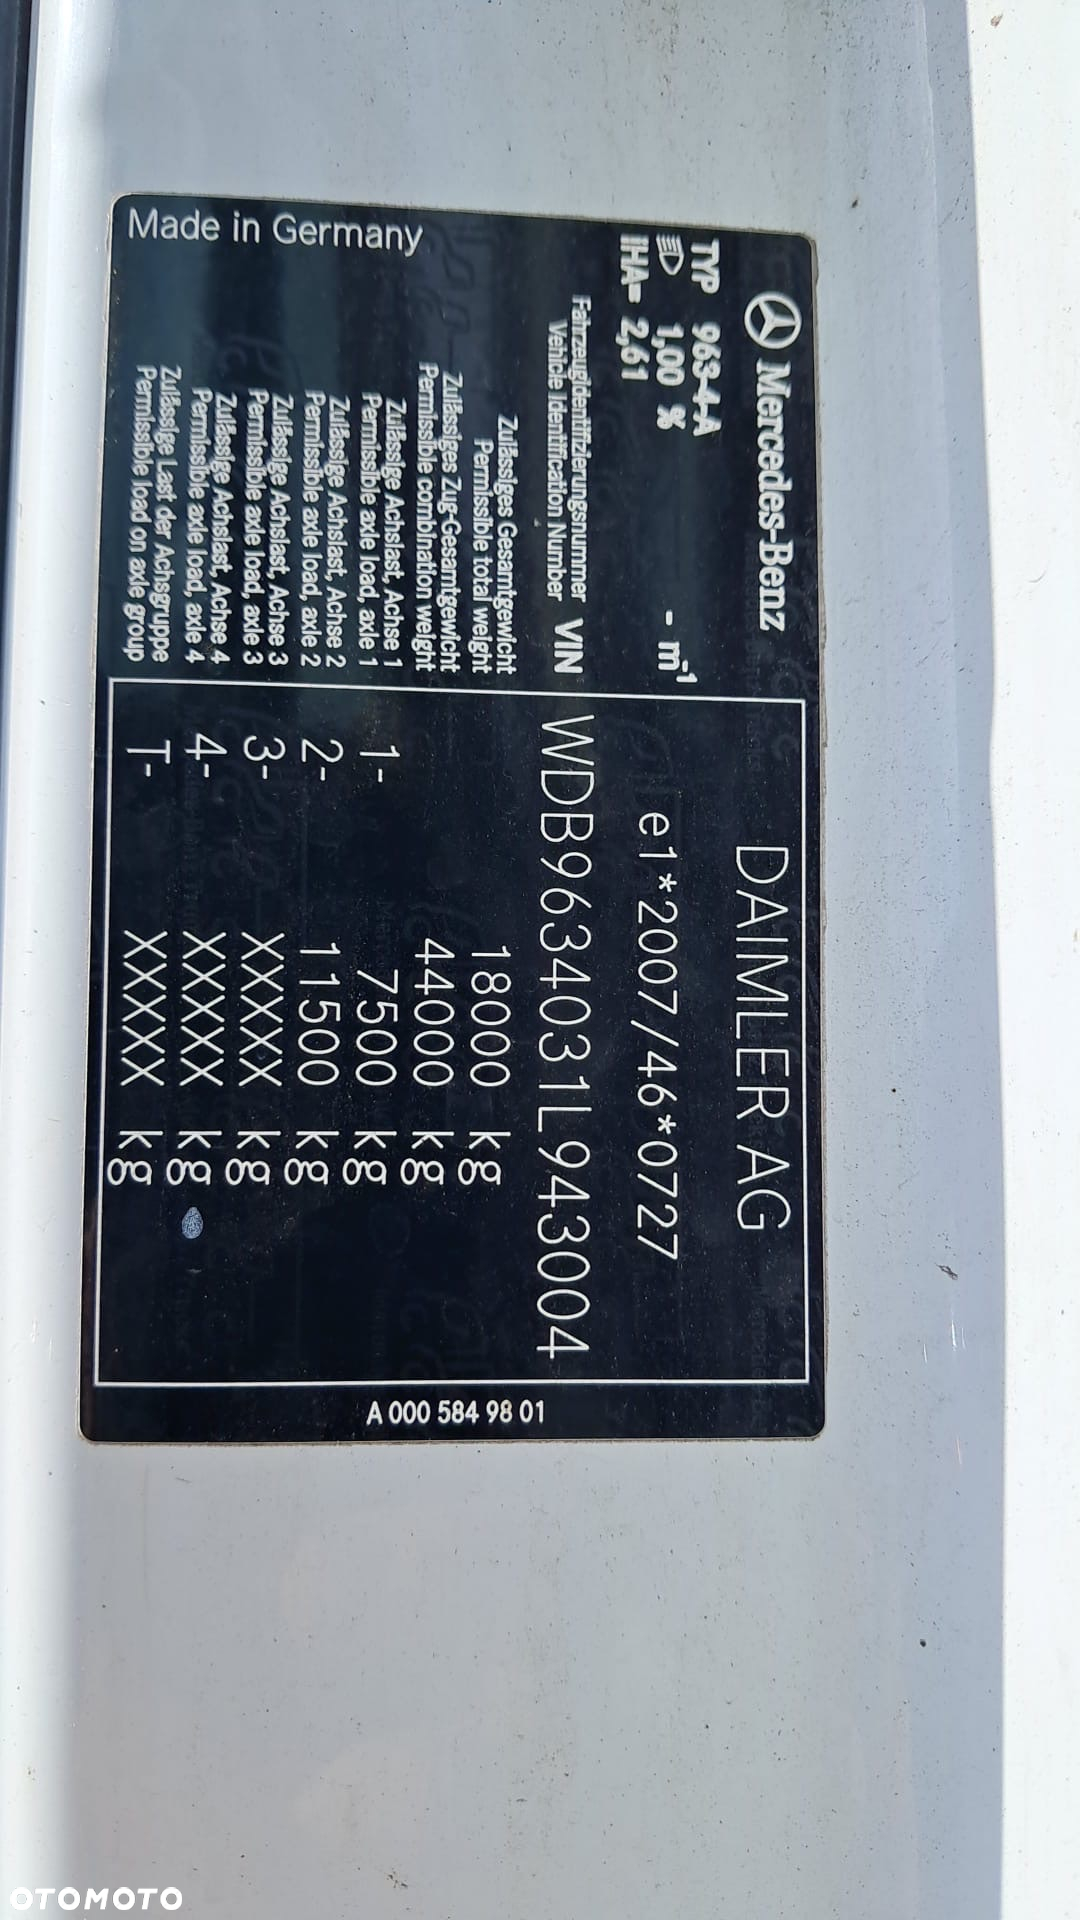 Mercedes-Benz
DAIMLER AG
TYP 963-4-A
1,00 % - m-1
iHA= 2,61
e1*2007/46*0727
Fahrzeugidentifizierungsnummer
Vehicle Identification Number VIN WDB9634031L943004
Zulässiges Gesamtgewicht
Permissible total weight 18000 kg
Zulässiges Zug-Gesamtgewicht
Permissible combination weight 44000 kg
Zulässige Achslast, Achse 1
Permissible axle load, axle 1 1- 7500 kg
Zulässige Achslast, Achse 2
Permissible axle load, axle 2 2- 11500 kg
Zulässige Achslast, Achse 3
Permissible axle load, axle 3 3- XXXXX kg
Zulässige Achslast, Achse 4
Permissible axle load, axle 4 4- XXXXX kg
Zulässige Last der Achsgruppe
Permissible load on axle group T- XXXXX kg
Made in Germany
A 000 584 98 01
OTOMOTO